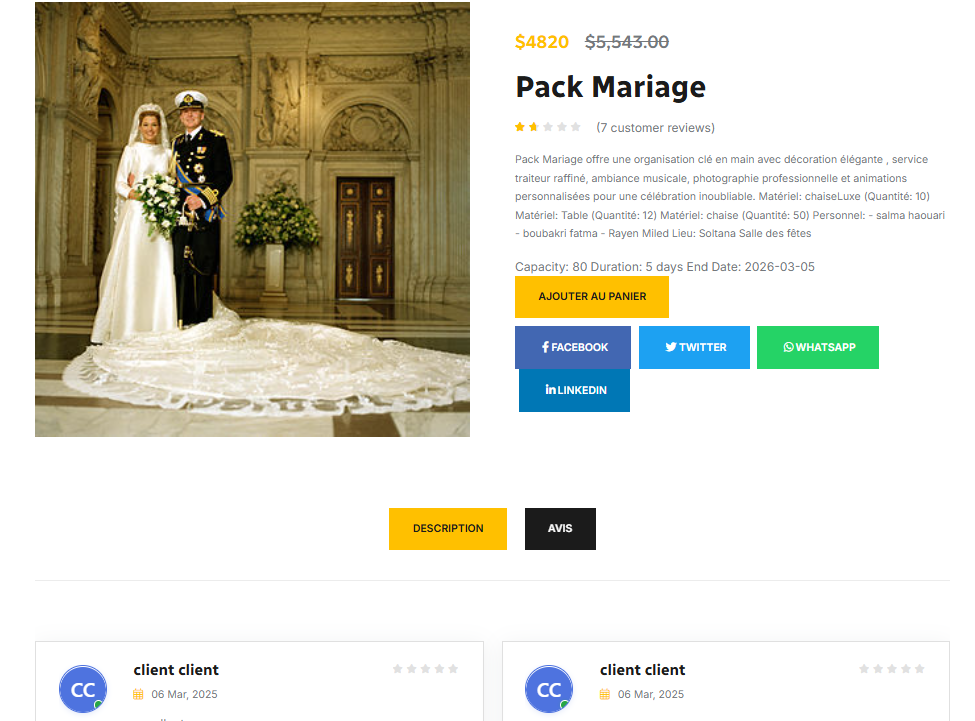 $4820 $5,543.00
Pack Mariage
(7 customer reviews)
Pack Mariage offre une organisation clé en main avec décoration élégante , service
traiteur raffiné, ambiance musicale, photographie professionnelle et animations
personnalisées pour une célébration inoubliable. Matériel: chaiseLuxe (Quantité: 10)
Matériel: Table (Quantité: 12) Matériel: chaise (Quantité: 50) Personnel: - salma haouari
- boubakri fatma - Rayen Miled Lieu: Soltana Salle des fêtes
Capacity: 80 Duration: 5 days End Date: 2026-03-05
AJOUTER AU PANIER
FACEBOOK TWITTER WHATSAPP
LINKEDIN
DESCRIPTION AVIS
CC client client
06 Mar, 2025
CC client client
06 Mar, 2025